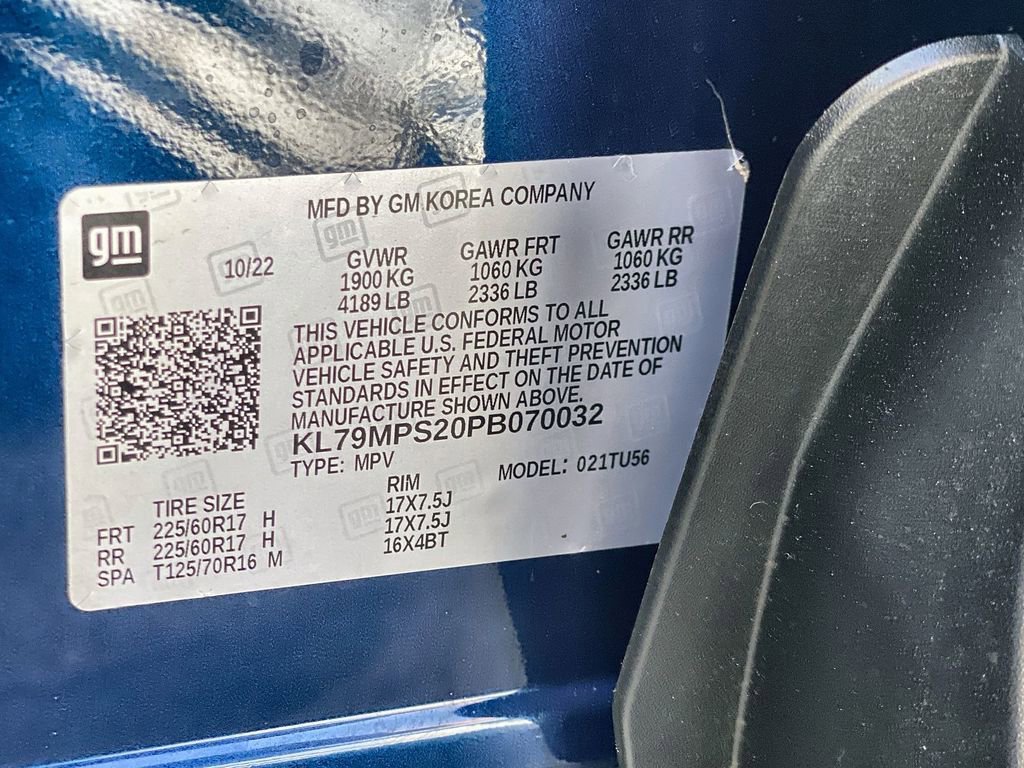 MFD BY GM KOREA COMPANY
gm
10/22
GVWR
1900 KG
4189 LB
GAWR FRT
1060 KG
2336 LB
GAWR RR
1060 KG
2336 LB
THIS VEHICLE CONFORMS TO ALL
APPLICABLE U.S. FEDERAL MOTOR
VEHICLE SAFETY AND THEFT PREVENTION
STANDARDS IN EFFECT ON THE DATE OF
MANUFACTURE SHOWN ABOVE.
KL79MPS20PB070032
TYPE: MPV MODEL: 021TU56
TIRE SIZE RIM
FRT 225/60R17 H 17X7.5J
RR 225/60R17 H 17X7.5J
SPA T125/70R16 M 16X4BT